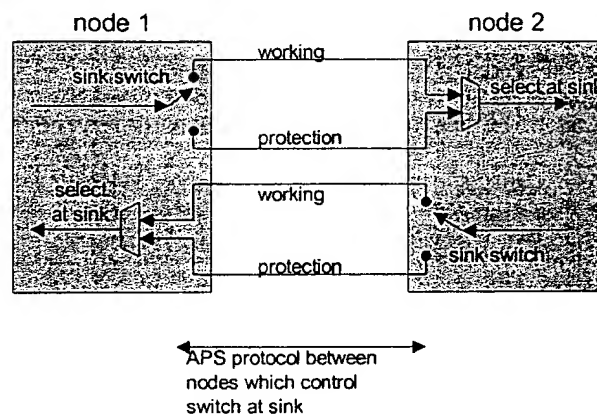 node 1
node 2
working
sink switch
select at sink
protection
working
select
at sink
protection
sink switch
APS protocol between
nodes which control
switch at sink